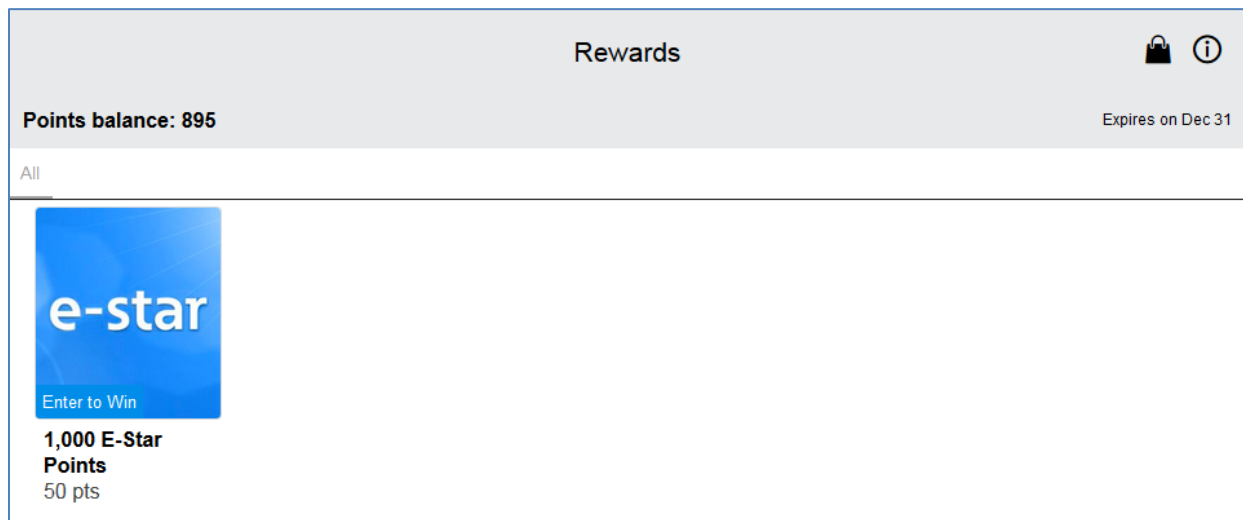 Rewards
Points balance: 895
Expires on Dec 31
All
e-star
Enter to Win
1,000 E-Star
Points
50 pts